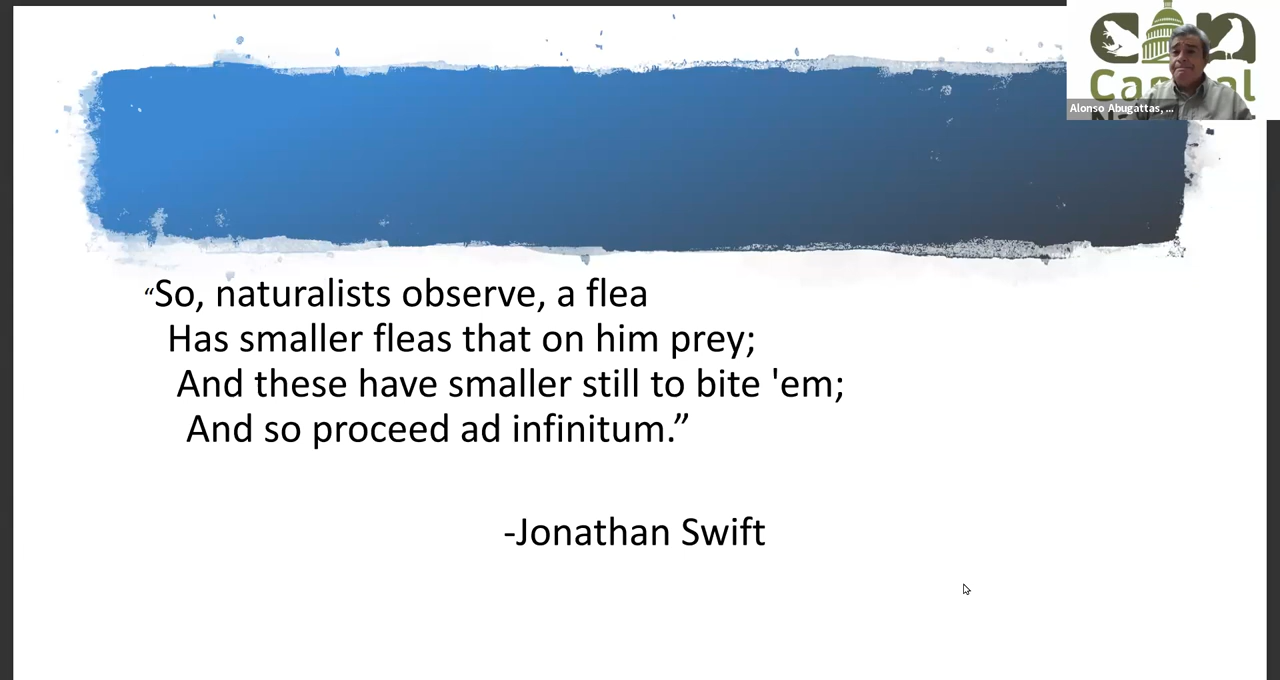 Alonso Abugattas, ...
“So, naturalists observe, a flea
Has smaller fleas that on him prey;
And these have smaller still to bite 'em;
And so proceed ad infinitum.”
-Jonathan Swift